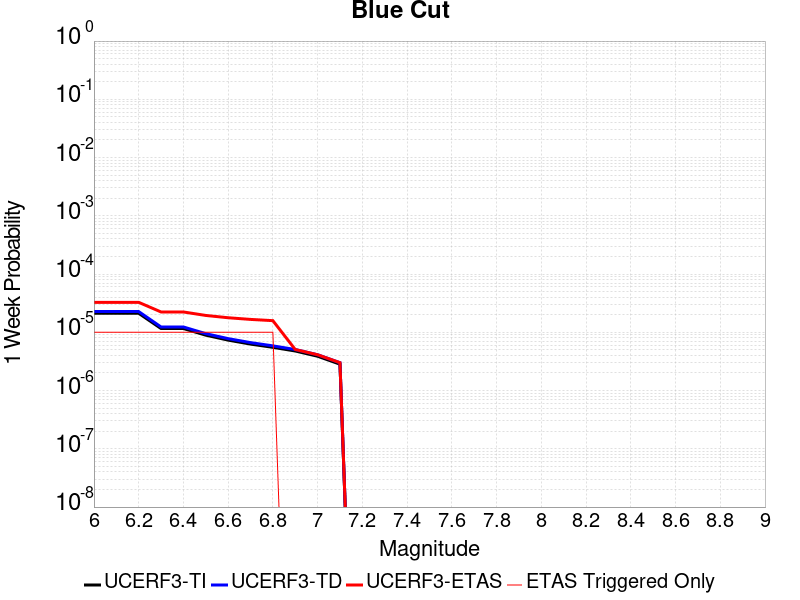 Blue Cut
10^0
10^-1
10^-2
10^-3
10^-4
10^-5
10^-6
10^-7
10^-8
1 Week Probability
6 6.2 6.4 6.6 6.8 7 7.2 7.4 7.6 7.8 8 8.2 8.4 8.6 8.8 9
Magnitude
UCERF3-TI UCERF3-TD UCERF3-ETAS ETAS Triggered Only